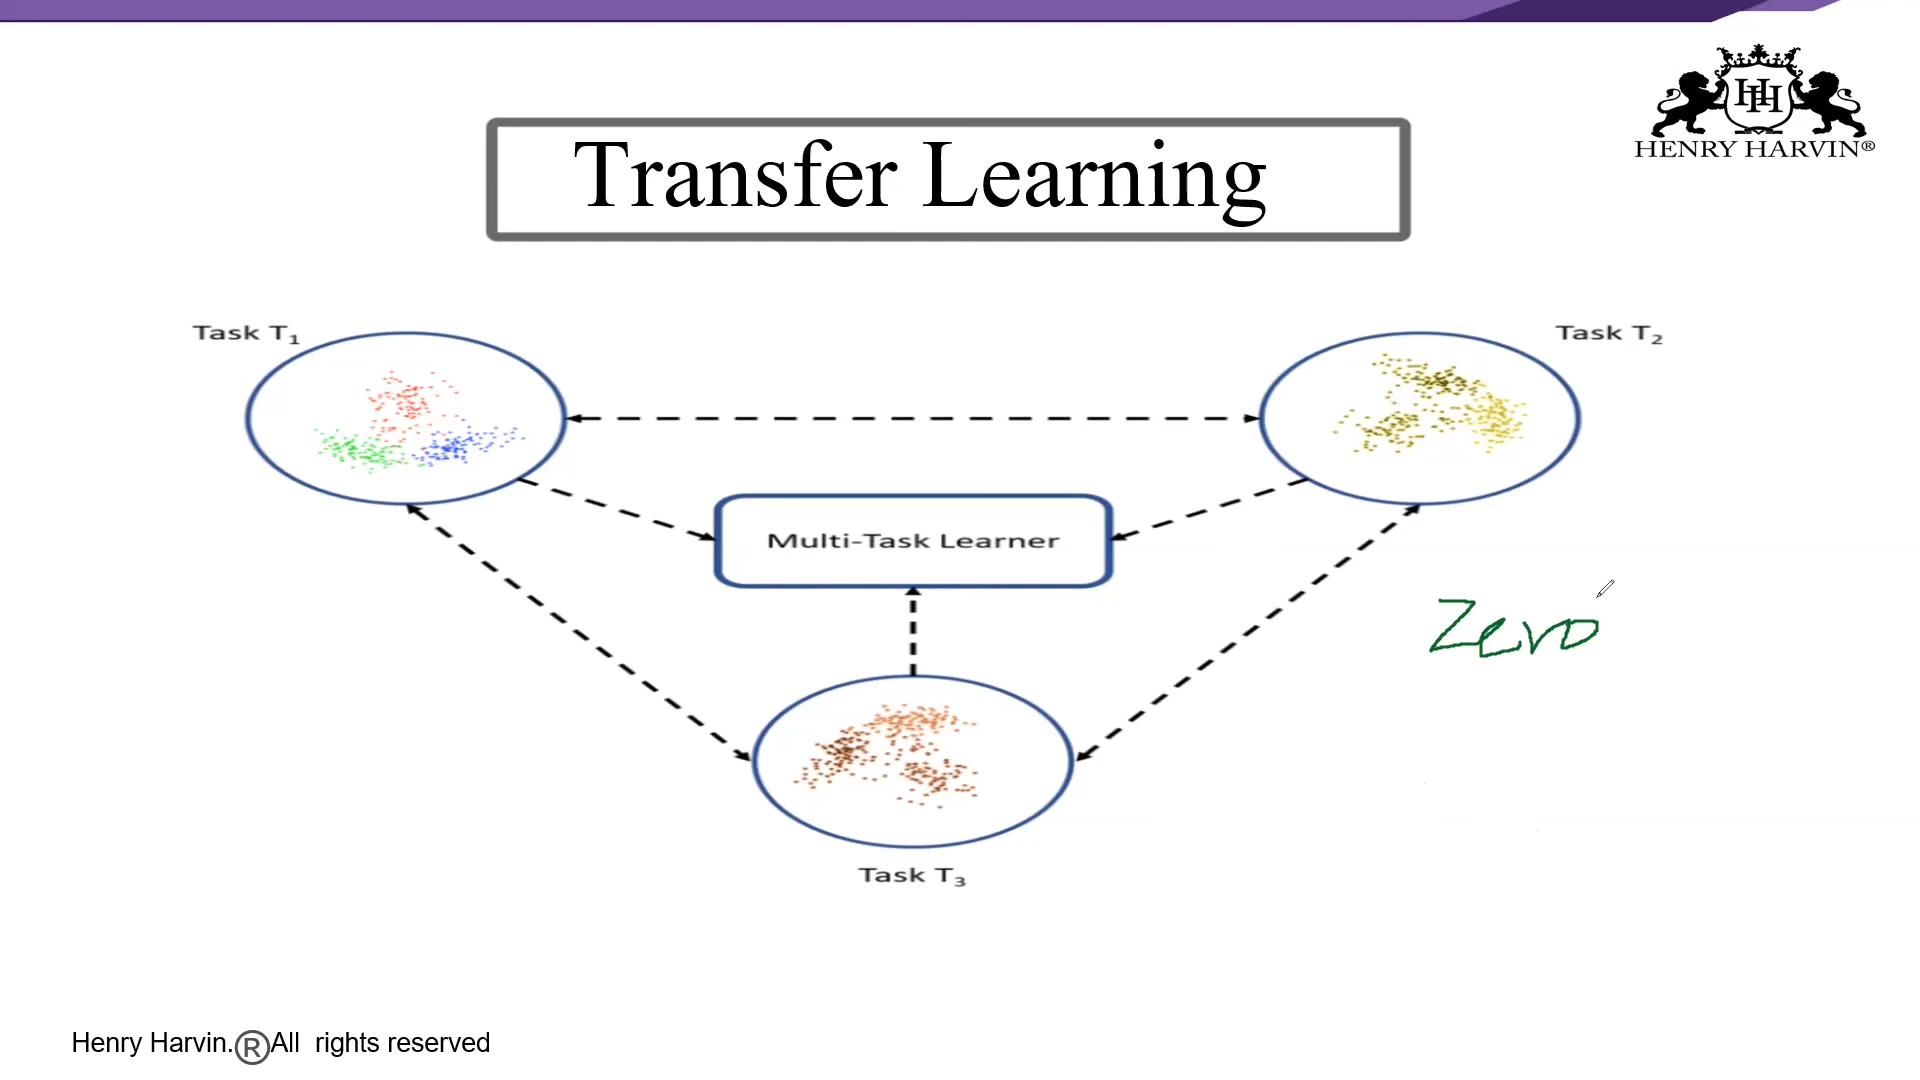 HENRY HARVIN®
Transfer Learning
Task T1
Task T2
Multi-Task Learner
Zero
Task T3
Henry Harvin.®All rights reserved